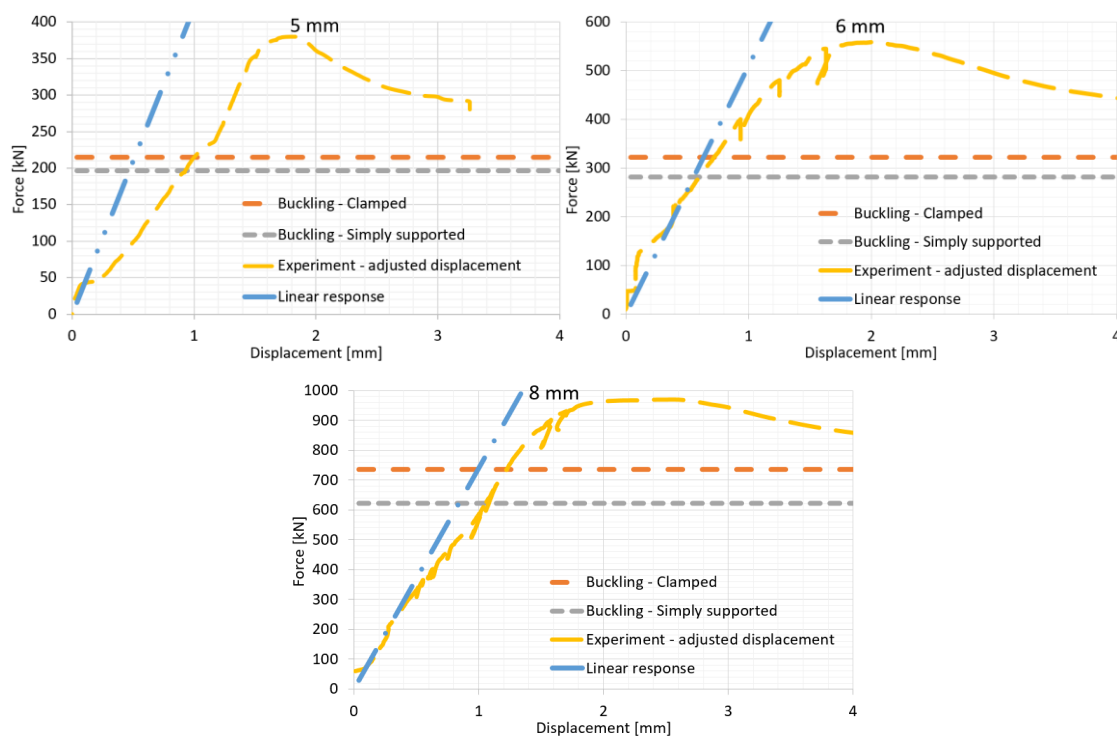 5 mm
400
350
300
250
200
150
100
50
0
Force [kN]
Buckling - Clamped
Buckling - Simply supported
Experiment - adjusted displacement
Linear response
0 1 2 3 4
Displacement [mm]
6 mm
600
500
400
300
200
100
0
Force [kN]
Buckling - Clamped
Buckling - Simply supported
Experiment - adjusted displacement
Linear response
0 1 2 3 4
Displacement [mm]
8 mm
1000
900
800
700
600
500
400
300
200
100
0
Force [kN]
Buckling - Clamped
Buckling - Simply supported
Experiment - adjusted displacement
Linear response
0 1 2 3 4
Displacement [mm]